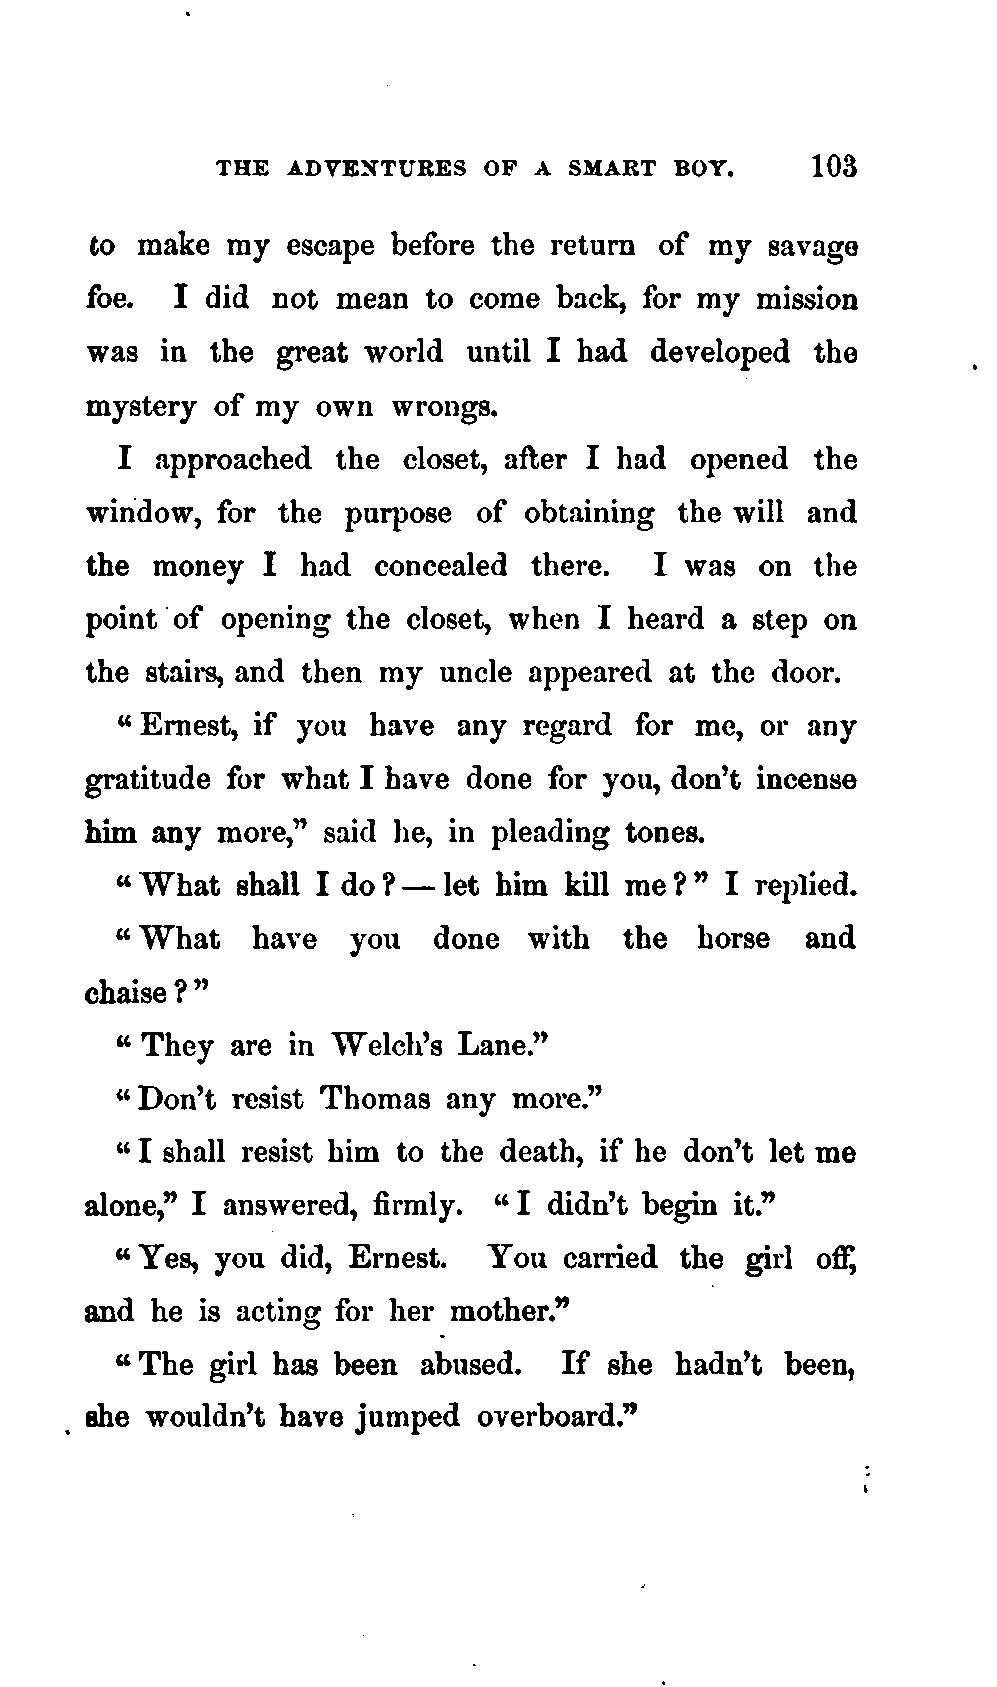 THE ADVENTURES OF A SMART BOY. 103
to make my escape before the return of my savage
foe. I did not mean to come back, for my mission
was in the great world until I had developed the
mystery of my own wrongs.
I approached the closet, after I had opened the
window, for the purpose of obtaining the will and
the money I had concealed there. I was on the
point of opening the closet, when I heard a step on
the stairs, and then my uncle appeared at the door.
“Ernest, if you have any regard for me, or any
gratitude for what I have done for you, don’t incense
him any more,” said he, in pleading tones.
“What shall I do? — let him kill me?” I replied.
“What have you done with the horse and
chaise?”
“They are in Welch’s Lane.”
“Don’t resist Thomas any more.”
“I shall resist him to the death, if he don’t let me
alone,” I answered, firmly. “I didn’t begin it.”
“Yes, you did, Ernest. You carried the girl off,
and he is acting for her mother.”
“The girl has been abused. If she hadn’t been,
she wouldn’t have jumped overboard.”